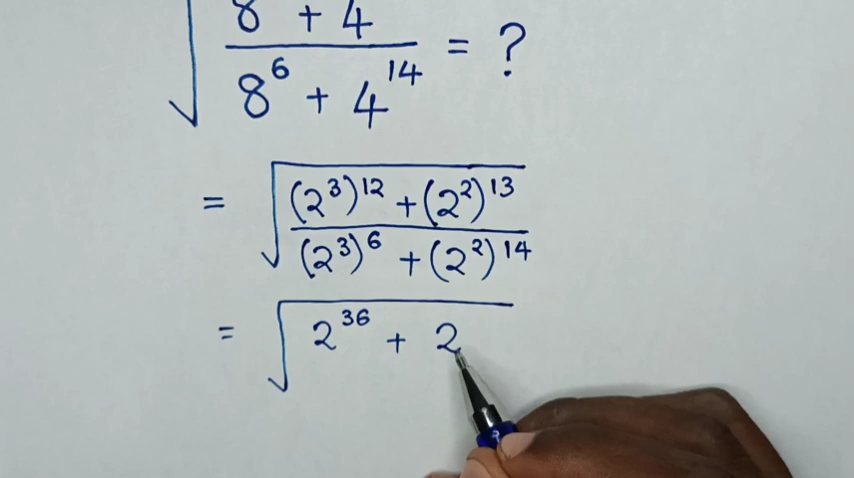 √ 8 + 4
8⁶ + 4¹⁴ = ?
= √ (2³)¹² + (2²)¹³
(2³)⁶ + (2²)¹⁴
= √ 2³⁶ + 2